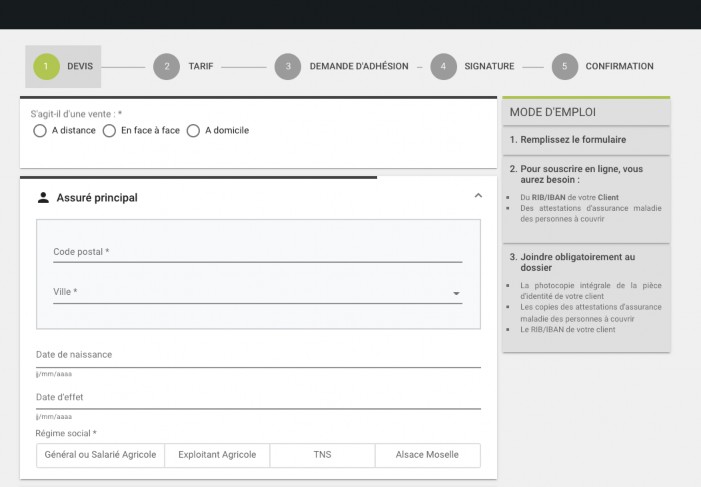 1 DEVIS 2 TARIF 3 DEMANDE D'ADHÉSION 4 SIGNATURE 5 CONFIRMATION
S'agit-il d'une vente : *
A distance En face à face A domicile
Assuré principal
Code postal *
Ville *
Date de naissance
jj/mm/aaaa
Date d'effet
jj/mm/aaaa
Régime social *
Général ou Salarié Agricole Exploitant Agricole TNS Alsace Moselle
MODE D'EMPLOI
1. Remplissez le formulaire
2. Pour souscrire en ligne, vous
aurez besoin :
Du RIB/IBAN de votre Client
Des attestations d'assurance maladie
des personnes à couvrir
3. Joindre obligatoirement au
dossier
La photocopie intégrale de la pièce
d'identité de votre client
Les copies des attestations d'assurance
maladie des personnes à couvrir
Le RIB/IBAN de votre client